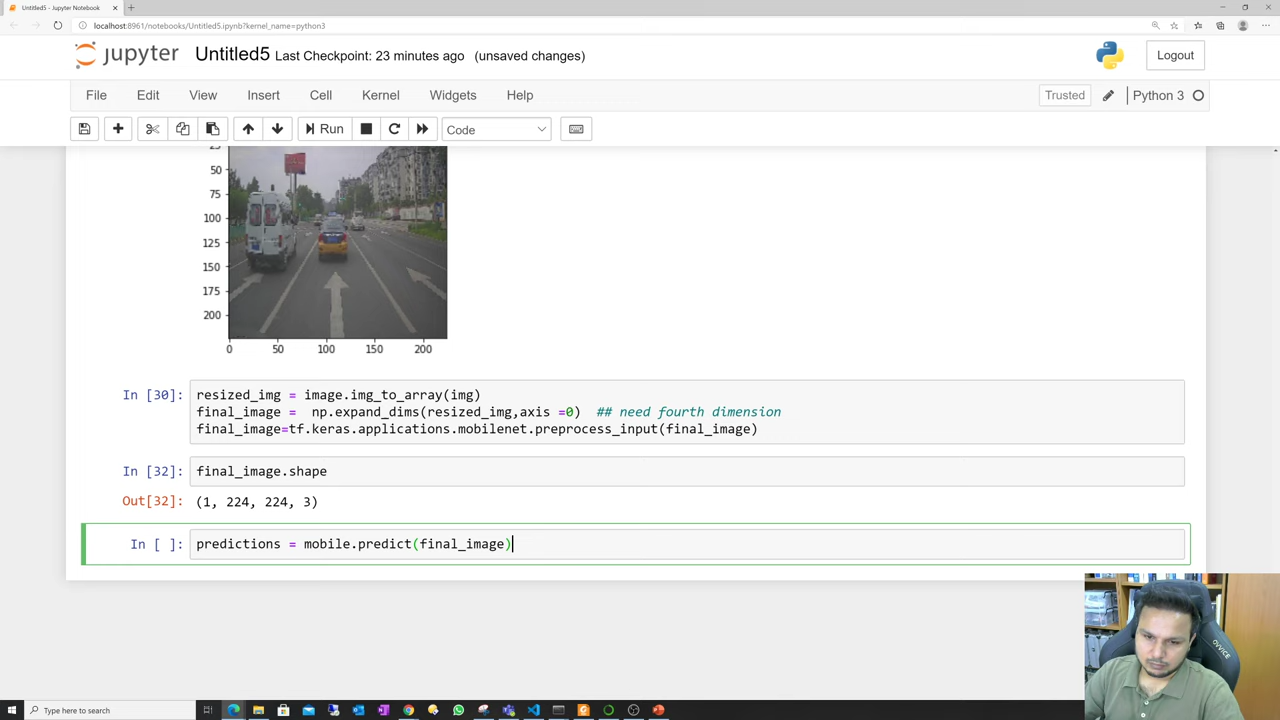 Untitled5 - Jupyter Notebook
localhost:8961/notebooks/Untitled5.ipynb?kernel_name=python3
jupyter Untitled5 Last Checkpoint: 23 minutes ago (unsaved changes)
Logout
File Edit View Insert Cell Kernel Widgets Help
Trusted
Python 3
Run
Code
25
50
75
100
125
150
175
200
0 50 100 150 200
In [30]: resized_img = image.img_to_array(img)
final_image = np.expand_dims(resized_img,axis =0) ## need fourth dimension
final_image=tf.keras.applications.mobilenet.preprocess_input(final_image)
In [32]: final_image.shape
Out[32]: (1, 224, 224, 3)
In [ ]: predictions = mobile.predict(final_image)
OVVICE
Type here to search